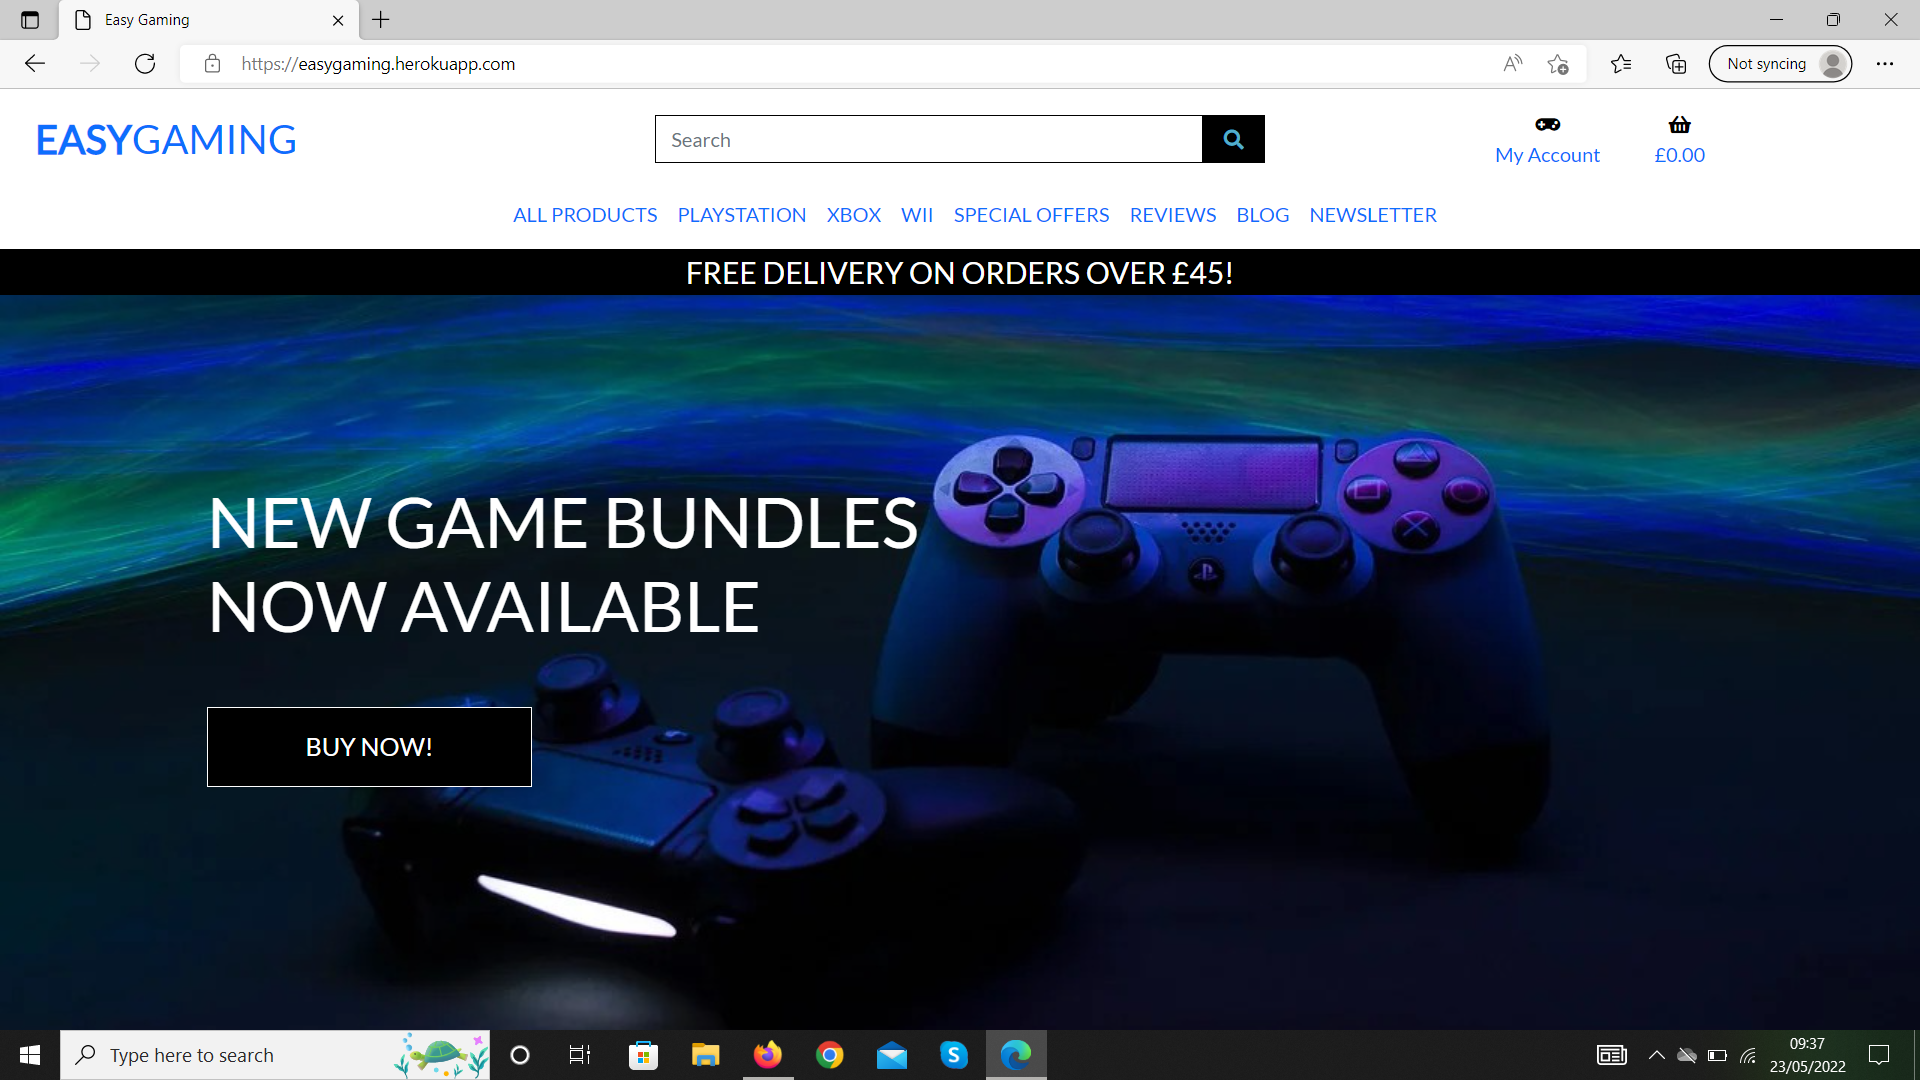 Easy Gaming
https://easygaming.herokuapp.com
Not syncing
EASYGAMING
Search
My Account
£0.00
ALL PRODUCTS PLAYSTATION XBOX WII SPECIAL OFFERS REVIEWS BLOG NEWSLETTER
FREE DELIVERY ON ORDERS OVER £45!
NEW GAME BUNDLES
NOW AVAILABLE
BUY NOW!
Type here to search
09:37
23/05/2022